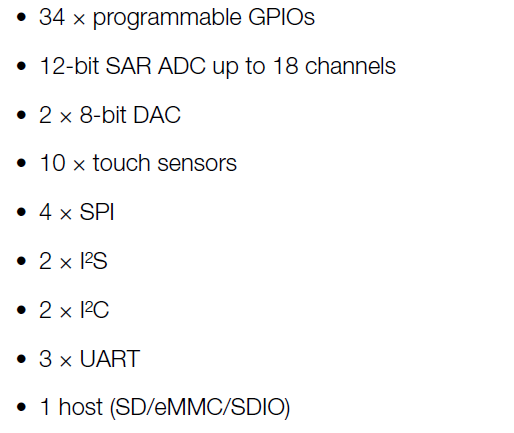 • 34 × programmable GPIOs
• 12-bit SAR ADC up to 18 channels
• 2 × 8-bit DAC
• 10 × touch sensors
• 4 × SPI
• 2 × I²S
• 2 × I²C
• 3 × UART
• 1 host (SD/eMMC/SDIO)